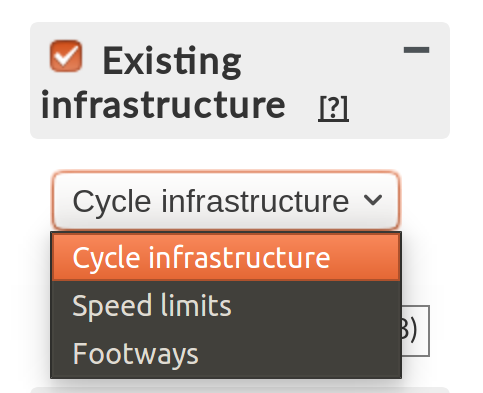 Existing
infrastructure [?]
Cycle infrastructure
Cycle infrastructure
Speed limits
Footways